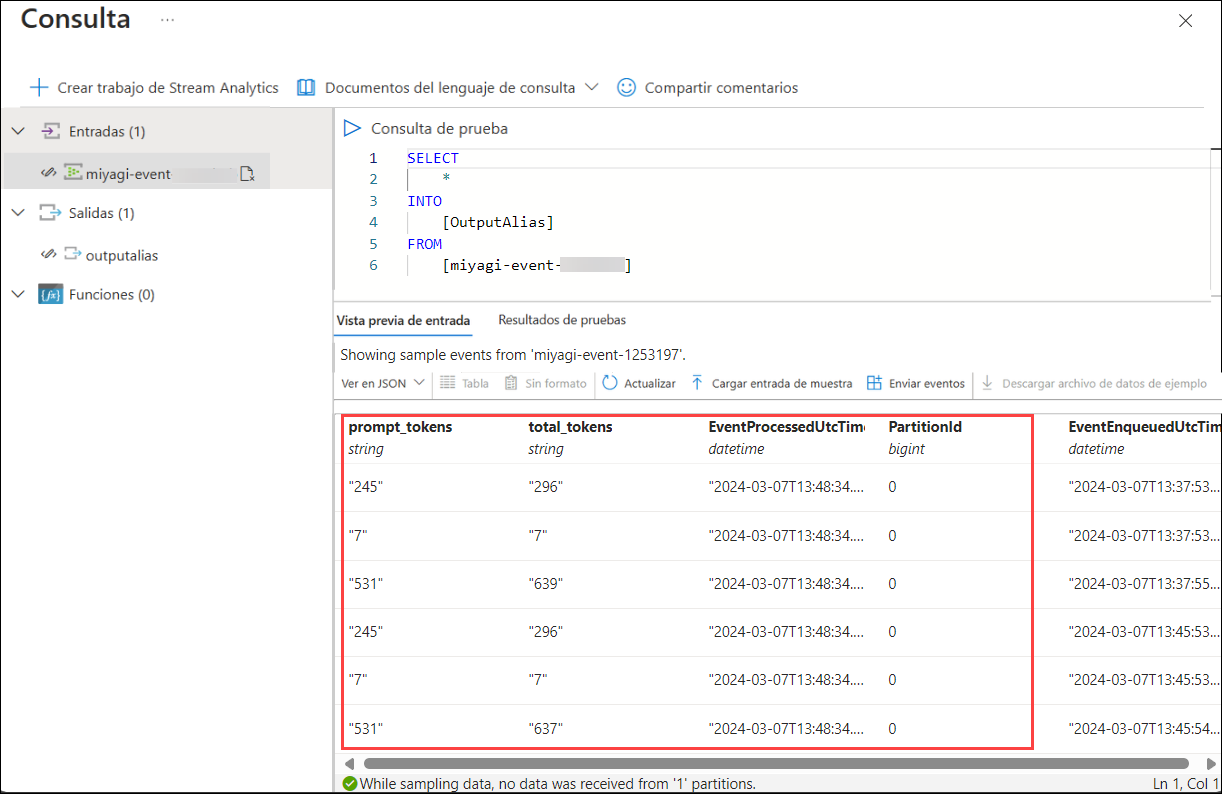 Consulta ...
Crear trabajo de Stream Analytics Documentos del lenguaje de consulta Compartir comentarios
Entradas (1)
miyagi-event
Salidas (1)
outputalias
{fx} Funciones (0)
Consulta de prueba
1 SELECT
2 *
3 INTO
4 [OutputAlias]
5 FROM
6 [miyagi-event- ]
Vista previa de entrada Resultados de pruebas
Showing sample events from 'miyagi-event-1253197'.
Ver en JSON Tabla Sin formato Actualizar Cargar entrada de muestra Enviar eventos Descargar archivo de datos de ejemplo
prompt_tokens total_tokens EventProcessedUtcTime PartitionId EventEnqueuedUtcTim
string string datetime bigint datetime
"245" "296" "2024-03-07T13:48:34.... 0 "2024-03-07T13:37:53...
"7" "7" "2024-03-07T13:48:34.... 0 "2024-03-07T13:37:53...
"531" "639" "2024-03-07T13:48:34.... 0 "2024-03-07T13:37:55...
"245" "296" "2024-03-07T13:48:34.... 0 "2024-03-07T13:45:53...
"7" "7" "2024-03-07T13:48:34.... 0 "2024-03-07T13:45:53...
"531" "637" "2024-03-07T13:48:34.... 0 "2024-03-07T13:45:54...
While sampling data, no data was received from '1' partitions. Ln 1, Col 1